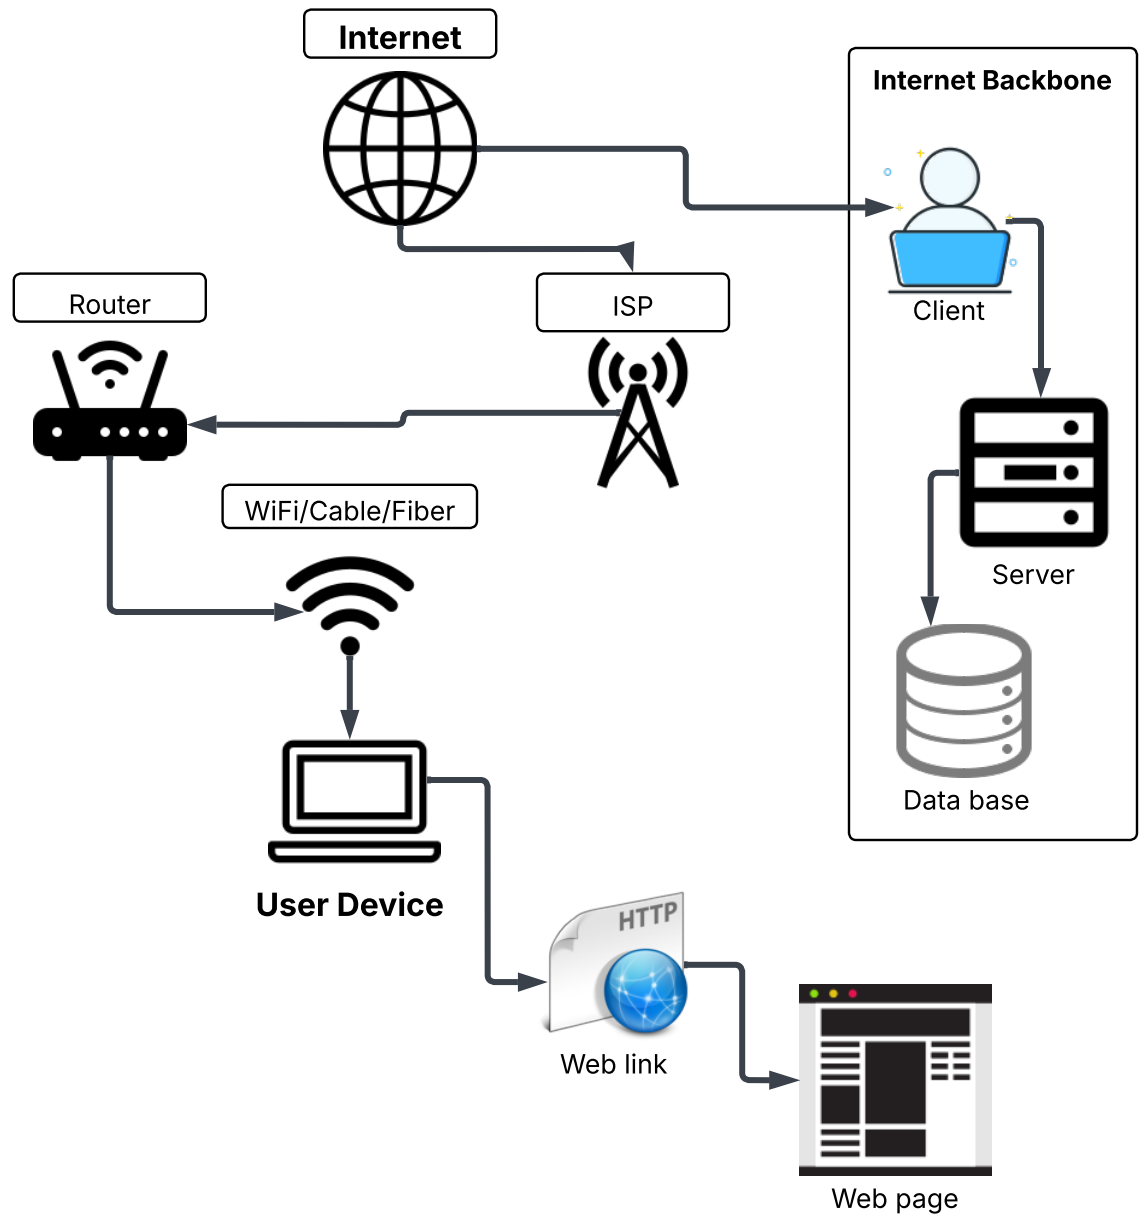 Internet
Internet Backbone
Client
Router
ISP
WiFi/Cable/Fiber
Server
Data base
User Device
HTTP
Web link
Web page